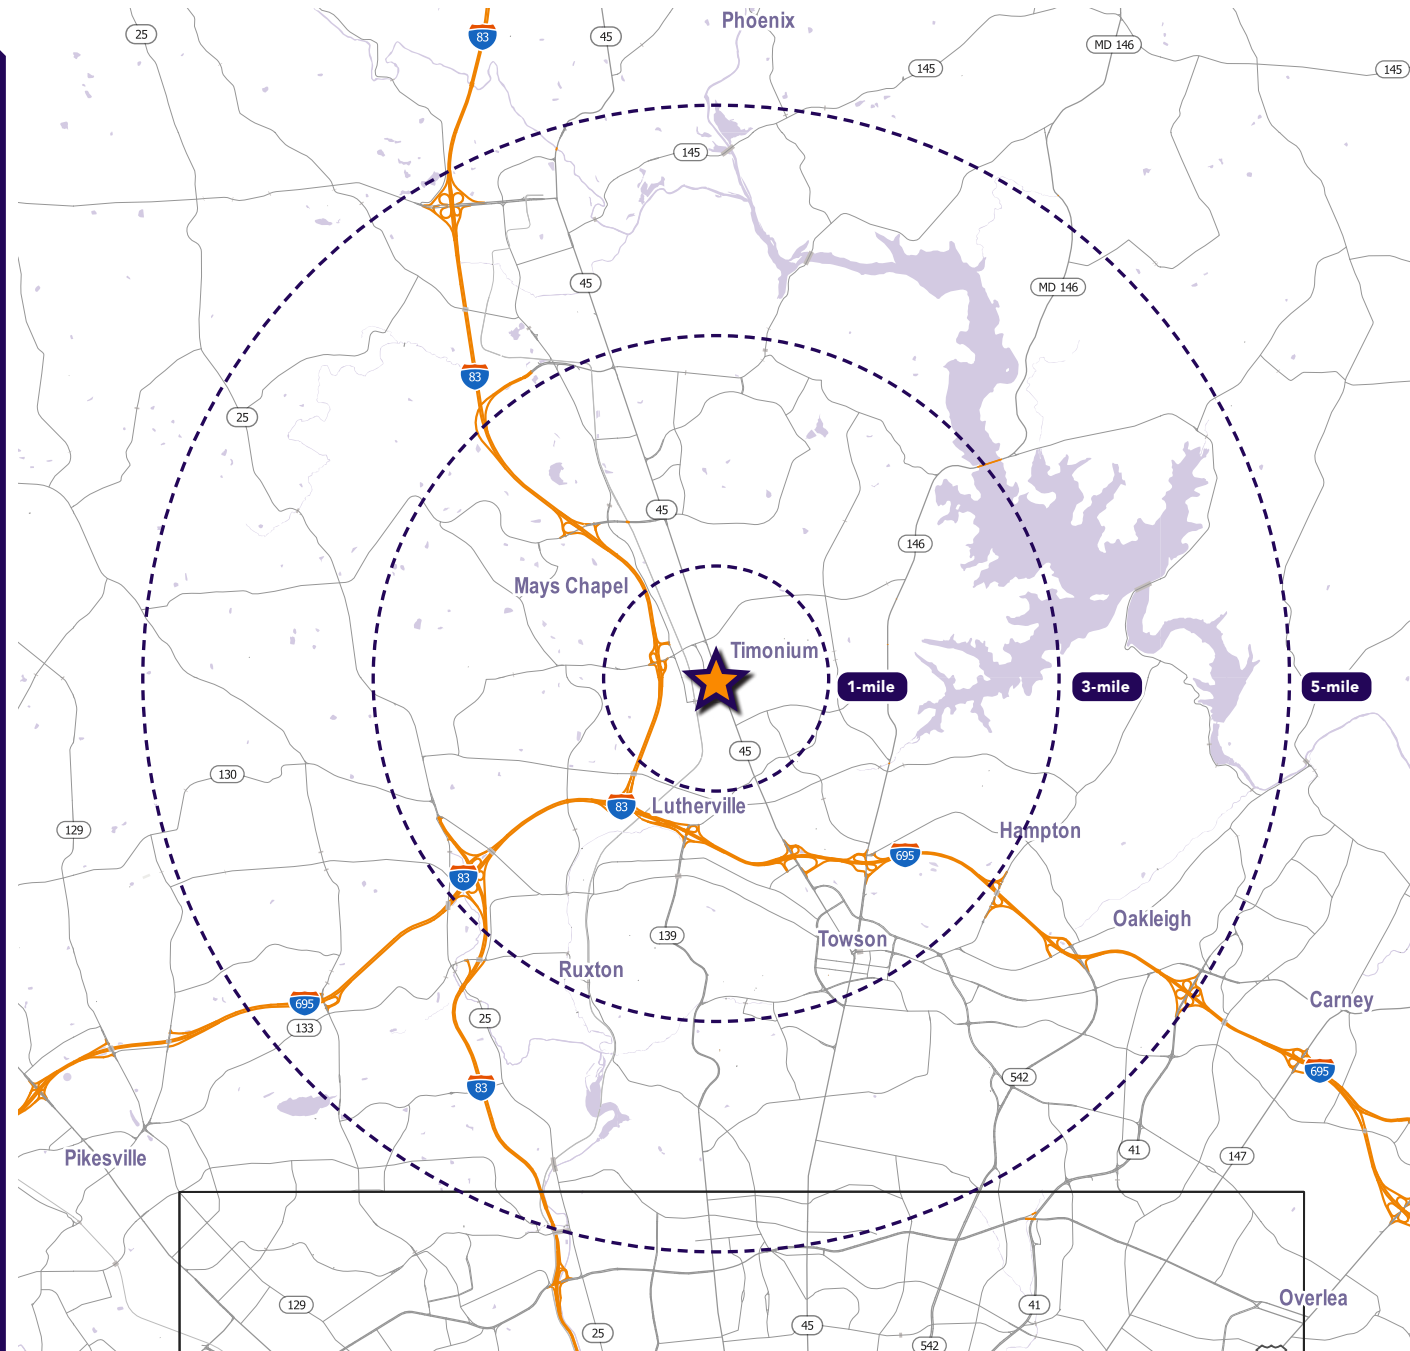 Phoenix
25
83
45
MD 146
145
145
145
45
MD 146
83
25
45
146
Mays Chapel
Timonium
1-mile
3-mile
5-mile
45
130
83
Lutherville
129
Hampton
695
83
Oakleigh
139
Towson
Ruxton
695
Carney
25
133
695
542
83
41
147
Pikesville
Overlea
129
41
45
25
542